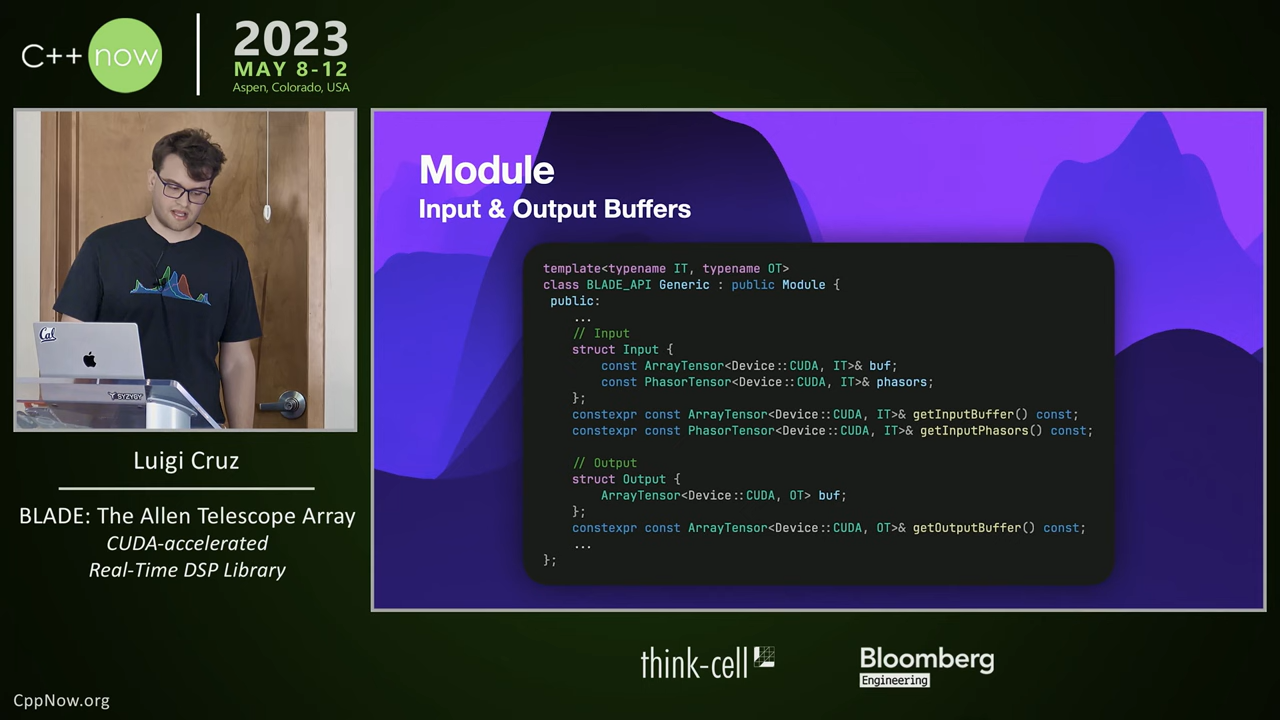 C++ now
2023
MAY 8-12
Aspen, Colorado, USA
Cal
SYZYGY
Luigi Cruz
BLADE: The Allen Telescope Array
CUDA-accelerated
Real-Time DSP Library
Module
Input & Output Buffers
template<typename IT, typename OT>
class BLADE_API Generic : public Module {
public:
...
// Input
struct Input {
const ArrayTensor<Device::CUDA, IT>& buf;
const PhasorTensor<Device::CUDA, IT>& phasors;
};
constexpr const ArrayTensor<Device::CUDA, IT>& getInputBuffer() const;
constexpr const PhasorTensor<Device::CUDA, IT>& getInputPhasors() const;
// Output
struct Output {
ArrayTensor<Device::CUDA, OT> buf;
};
constexpr const ArrayTensor<Device::CUDA, OT>& getOutputBuffer() const;
...
};
think-cell
Bloomberg
Engineering
CppNow.org